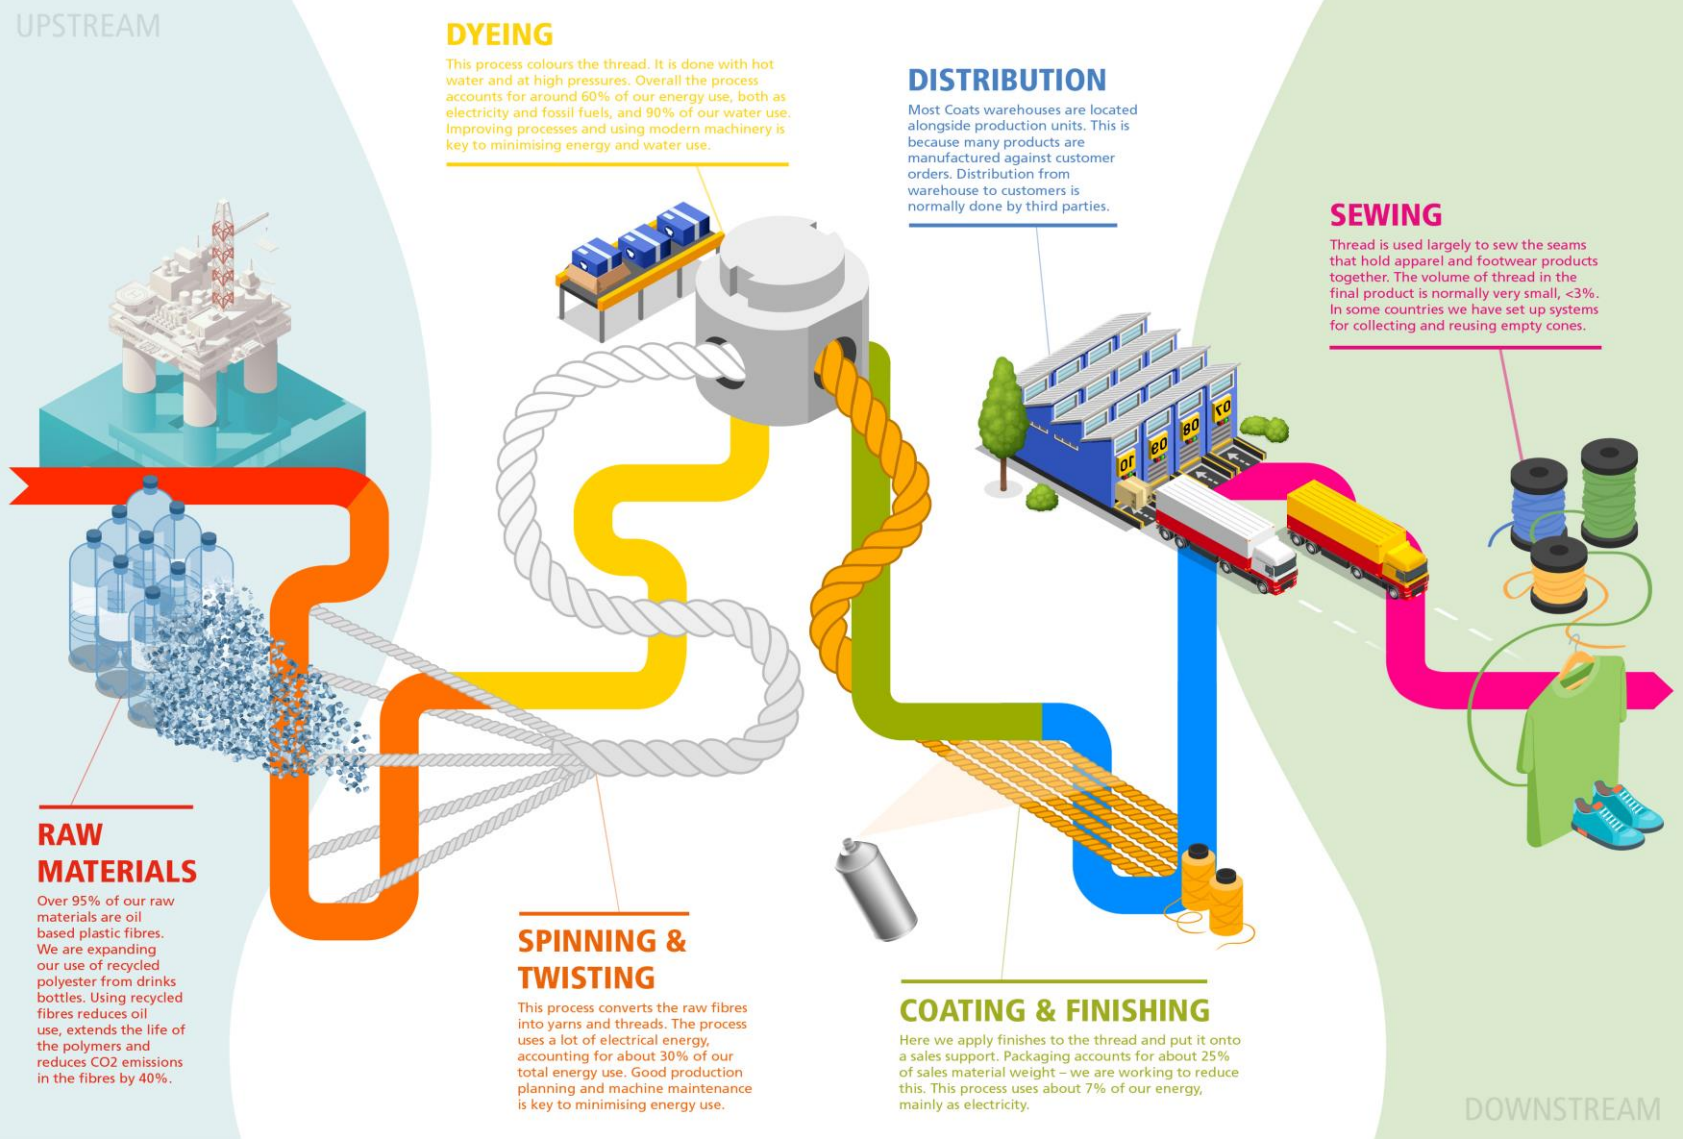 UPSTREAM
DYEING
This process colours the thread. It is done with hot
water and at high pressures. Overall the process
accounts for around 60% of our energy use, both as
electricity and fossil fuels, and 90% of our water use.
Improving processes and using modern machinery is
key to minimising energy and water use.
DISTRIBUTION
Most Coats warehouses are located
alongside production units. This is
because many products are
manufactured against customer
orders. Distribution from
warehouse to customers is
normally done by third parties.
SEWING
Thread is used largely to sew the seams
that hold apparel and footwear products
together. The volume of thread in the
final product is normally very small, <3%.
In some countries we have set up systems
for collecting and reusing empty cones.
RAW
MATERIALS
Over 95% of our raw
materials are oil
based plastic fibres.
We are expanding
our use of recycled
polyester from drinks
bottles. Using recycled
fibres reduces oil
use, extends the life of
the polymers and
reduces CO2 emissions
in the fibres by 40%.
SPINNING &
TWISTING
This process converts the raw fibres
into yarns and threads. The process
uses a lot of electrical energy,
accounting for about 30% of our
total energy use. Good production
planning and machine maintenance
is key to minimising energy use.
COATING & FINISHING
Here we apply finishes to the thread and put it onto
a sales support. Packaging accounts for about 25%
of sales material weight – we are working to reduce
this. This process uses about 7% of our energy,
mainly as electricity.
DOWNSTREAM